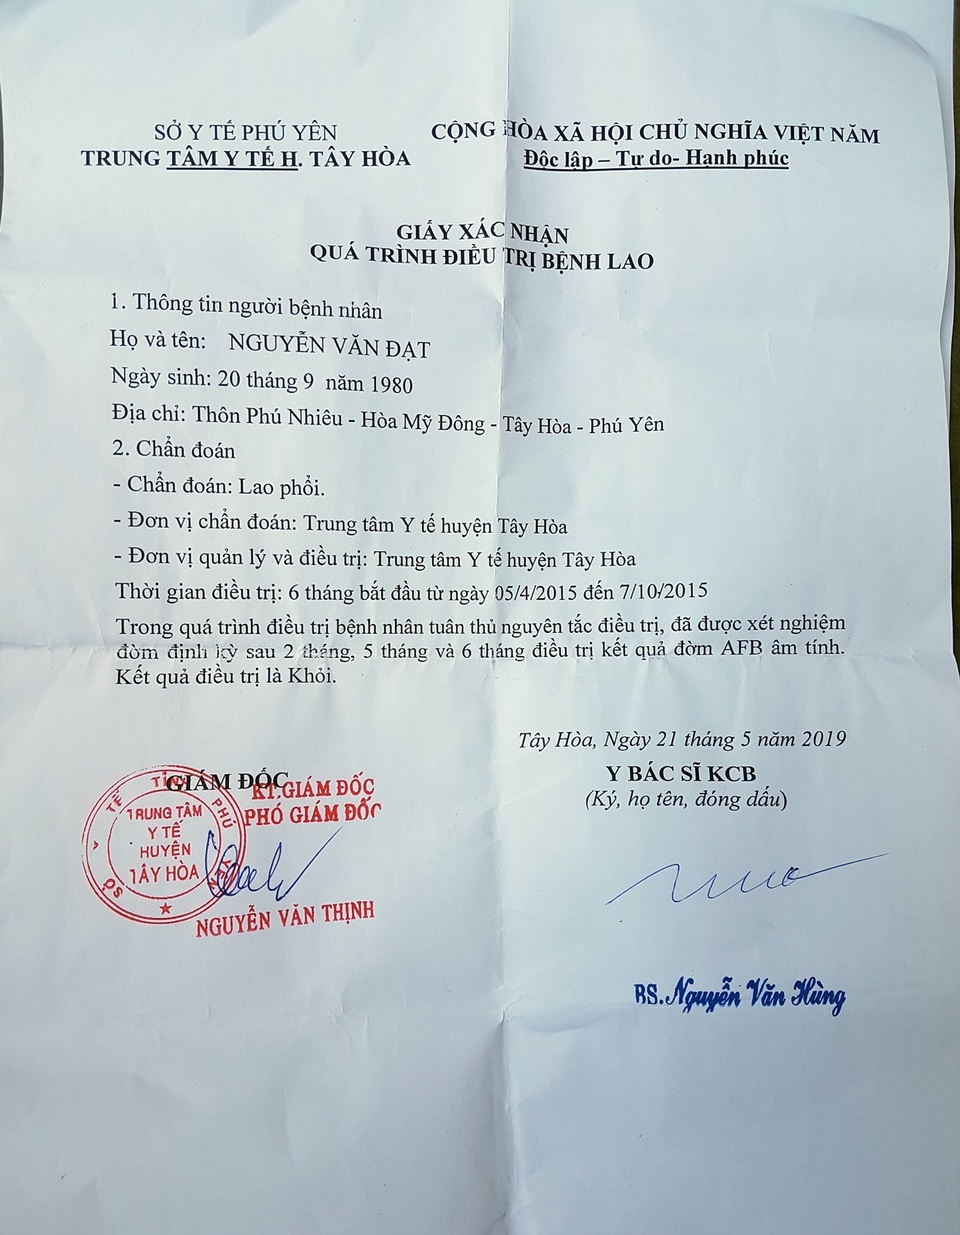 SỞ Y TẾ PHÚ YÊN
TRUNG TÂM Y TẾ H. TÂY HÒA
CỘNG HÒA XÃ HỘI CHỦ NGHĨA VIỆT NĂM
Độc lập – Tự do- Hạnh phúc
GIẤY XÁC NHẬN
QUÁ TRÌNH ĐIỀU TRỊ BỆNH LAO
1. Thông tin người bệnh nhân
Họ và tên: NGUYỄN VĂN ĐẠT
Ngày sinh: 20 tháng 9 năm 1980
Địa chỉ: Thôn Phú Nhiêu - Hòa Mỹ Đông - Tây Hòa - Phú Yên
2. Chẩn đoán
- Chẩn đoán: Lao phổi.
- Đơn vị chẩn đoán: Trung tâm Y tế huyện Tây Hòa
- Đơn vị quản lý và điều trị: Trung tâm Y tế huyện Tây Hòa
Thời gian điều trị: 6 tháng bắt đầu từ ngày 05/4/2015 đến 7/10/2015
Trong quá trình điều trị bệnh nhân tuân thủ nguyên tắc điều trị, đã được xét nghiệm
đờm định kỳ sau 2 tháng, 5 tháng và 6 tháng điều trị kết quả đờm AFB âm tính.
Kết quả điều trị là Khỏi.
Tây Hòa, Ngày 21 tháng 5 năm 2019
Y BÁC SĨ KCB
(Ký, họ tên, đóng dấu)
GIÁM ĐỐC
KT.GIÁM ĐỐC
PHÓ GIÁM ĐỐC
SỞ Y TẾ TỈNH PHÚ YÊN
TRUNG TÂM
Y TẾ
HUYỆN
TÂY HÒA
NGUYỄN VĂN THỊNH
BS. Nguyễn Văn Hùng